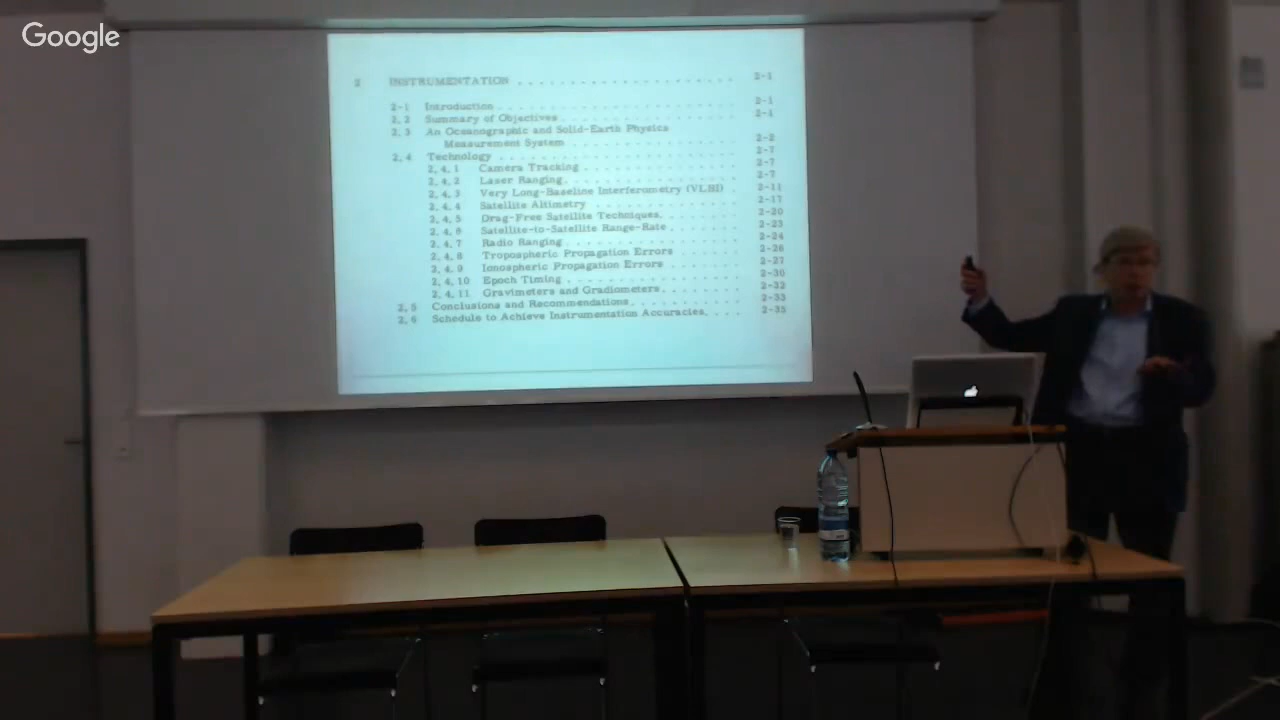 Google
2 INSTRUMENTATION . . . . . . . . . . . . . . . . . . . . . 2-1
2-1 Introduction . . . . . . . . . . . . . . . . . . . . . 2-1
2, 2 Summary of Objectives . . . . . . . . . . . . . . . . 2-1
2, 3 An Oceanographic and Solid-Earth Physics
Measurement System . . . . . . . . . . . . . . . 2-2
2, 4 Technology . . . . . . . . . . . . . . . . . . . . . 2-7
2, 4, 1 Camera Tracking . . . . . . . . . . . . . . 2-7
2, 4, 2 Laser Ranging . . . . . . . . . . . . . . . 2-7
2, 4, 3 Very Long-Baseline Interferometry (VLBI) . 2-11
2, 4, 4 Satellite Altimetry . . . . . . . . . . . . 2-17
2, 4, 5 Drag-Free Satellite Techniques. . . . . . . 2-20
2, 4, 6 Satellite-to-Satellite Range-Rate . . . . . 2-23
2, 4, 7 Radio Ranging . . . . . . . . . . . . . . . 2-24
2, 4, 8 Tropospheric Propagation Errors . . . . . 2-26
2, 4, 9 Ionospheric Propagation Errors . . . . . 2-27
2, 4, 10 Epoch Timing . . . . . . . . . . . . . . . 2-30
2, 4, 11 Gravimeters and Gradiometers. . . . . . . 2-32
2, 5 Conclusions and Recommendations. . . . . . . . . . 2-33
2, 6 Schedule to Achieve Instrumentation Accuracies. . . . 2-35